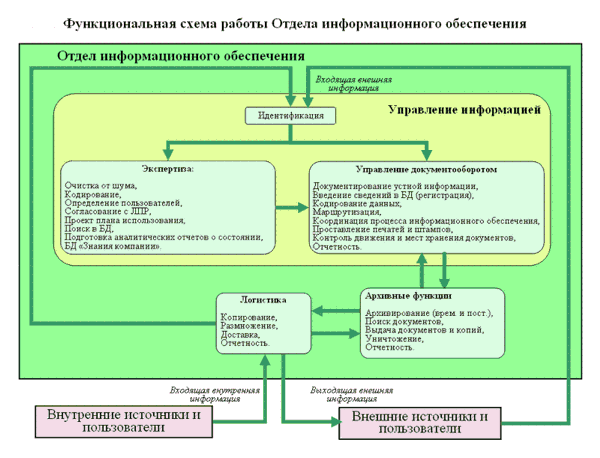 Функциональная схема работы Отдела информационного обеспечения
Отдел информационного обеспечения
Входящая внешняя
информация
Управление информацией
Идентификация
Экспертиза:
Очистка от шума,
Кодирование,
Определение пользователей,
Согласование с ЛПР,
Проект плана использования,
Поиск в БД,
Подготовка аналитических отчетов о состоянии,
БД «Знания компании».
Управление документооборотом
Документирование устной информации,
Введение сведений в БД (регистрация),
Кодирование данных,
Маршрутизация,
Координация процесса информационного обеспечения,
Проставление печатей и штампов,
Контроль движения и мест хранения документов,
Отчетность.
Логистика
Копирование,
Размножение,
Доставка,
Отчетность.
Архивные функции
Архивирование (врем. и пост.),
Поиск документов,
Выдача документов и копий,
Уничтожение,
Отчетность.
Входящая внутренняя
информация
Выходящая внешняя
информация
Внутренние источники и
пользователи
Внешние источники и
пользователи